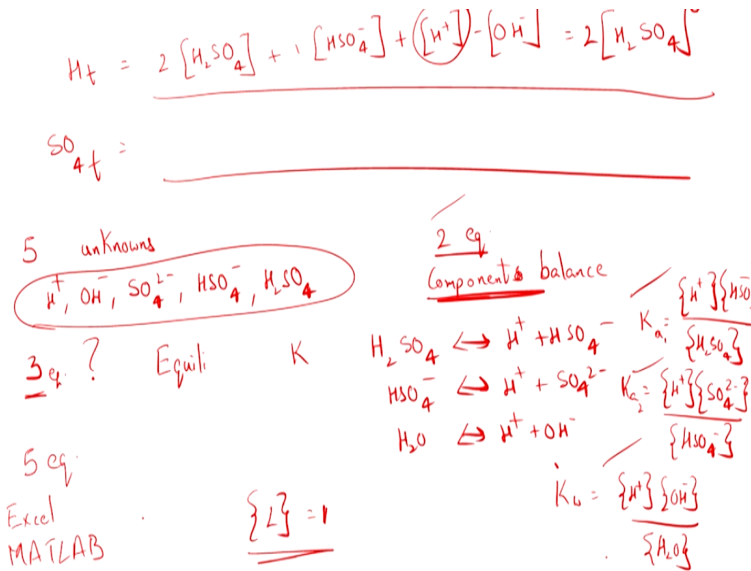 Ht = 2[H2SO4] + 1[HSO4-] + [H+] - [OH-] = 2[H2SO4]°
SO4t =
5 unknowns
H+, OH-, SO4^2-, HSO4-, H2SO4
2 eq.
Components balance
3 eq. ? Equili K
H2SO4 ↔ H+ + HSO4-
Ka1 = {H+}{HSO / {H2SO4}
HSO4- ↔ H+ + SO4^2-
Ka2 = {H+}{SO4^2-} / {HSO4-}
H2O ↔ H+ + OH-
Kw = {H+}{OH-} / {H2O}
5 eq.
Excel
MATLAB
{L} = 1